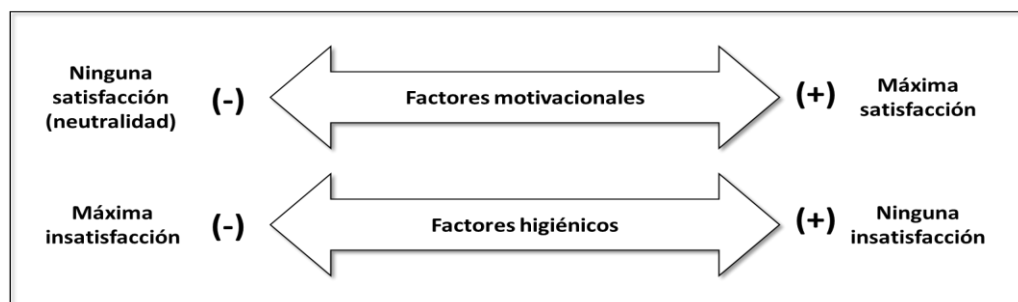 Ninguna
satisfacción
(neutralidad)
(-)
Factores motivacionales
(+)
Máxima
satisfacción
Máxima
insatisfacción
(-)
Factores higiénicos
(+)
Ninguna
insatisfacción